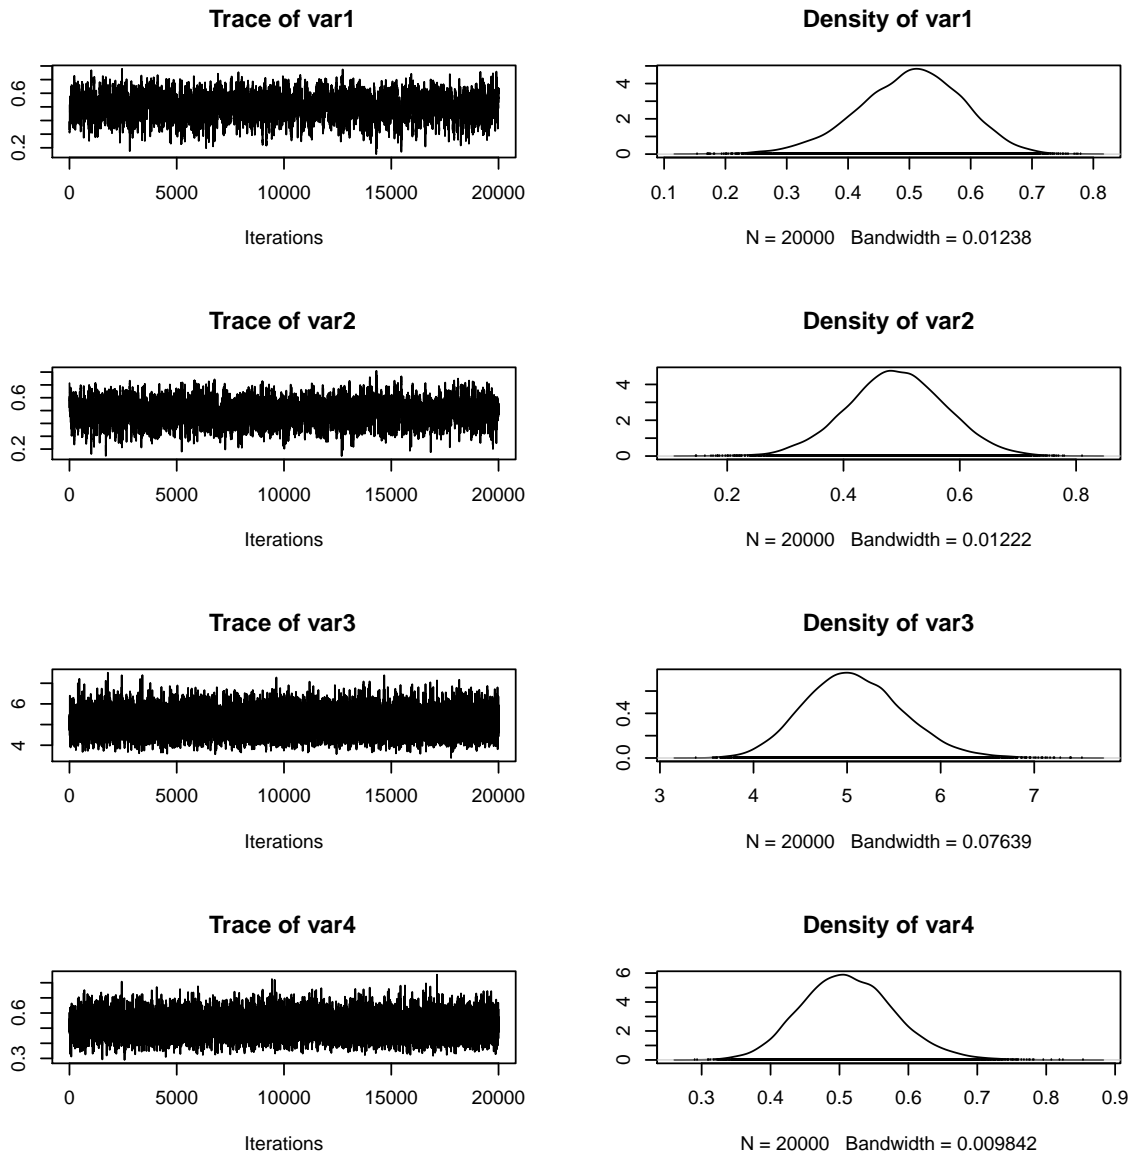 Trace of var1
0.2 0.6
0 5000 10000 15000 20000
Iterations
Density of var1
0 2 4
0.1 0.2 0.3 0.4 0.5 0.6 0.7 0.8
N = 20000 Bandwidth = 0.01238
Trace of var2
0.2 0.6
0 5000 10000 15000 20000
Iterations
Density of var2
0 2 4
0.2 0.4 0.6 0.8
N = 20000 Bandwidth = 0.01222
Trace of var3
4 6
0 5000 10000 15000 20000
Iterations
Density of var3
0.0 0.4
3 4 5 6 7
N = 20000 Bandwidth = 0.07639
Trace of var4
0.3 0.6
0 5000 10000 15000 20000
Iterations
Density of var4
0 2 4 6
0.3 0.4 0.5 0.6 0.7 0.8 0.9
N = 20000 Bandwidth = 0.009842